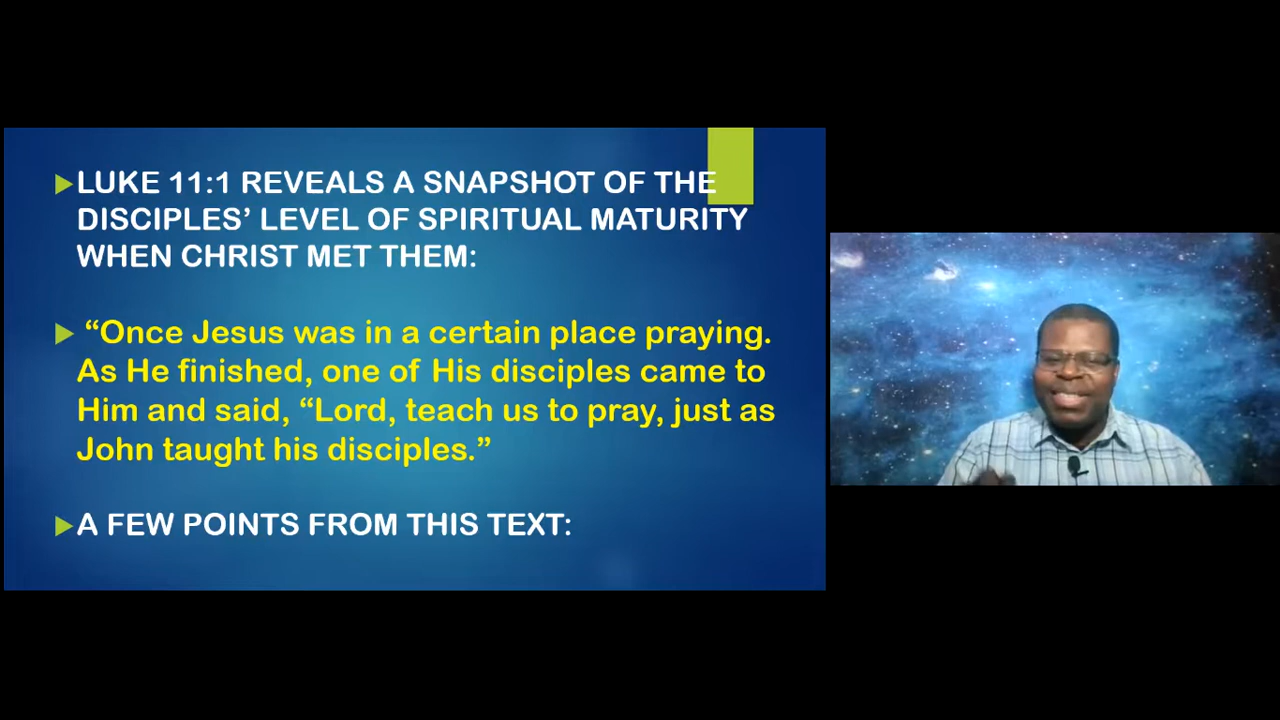 LUKE 11:1 REVEALS A SNAPSHOT OF THE
DISCIPLES’ LEVEL OF SPIRITUAL MATURITY
WHEN CHRIST MET THEM:
“Once Jesus was in a certain place praying.
As He finished, one of His disciples came to
Him and said, “Lord, teach us to pray, just as
John taught his disciples.”
A FEW POINTS FROM THIS TEXT: